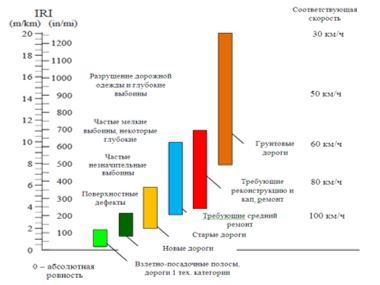 IRI
(m/km) (in/mi)
Соответствующая
скорость
20
18
16
14
12
10
8
6
4
2
0
1200
1100
1000
900
800
700
600
500
400
300
200
100
30 км/ч
50 км/ч
60 км/ч
80 км/ч
100 км/ч
Разрушение дорожной
одежды и глубокие
выбоины
Частые мелкие
выбоины, некоторые
глубокие
Частые
незначительные
выбоины
Поверхностные
дефекты
Грунтовые
дороги
Требующие
реконструкцию и
кап. ремонт
Требующие средний
ремонт
Старые дороги
Новые дороги
Взлетно-посадочные полосы,
дороги 1 тех. категории
0 – абсолютная
ровность